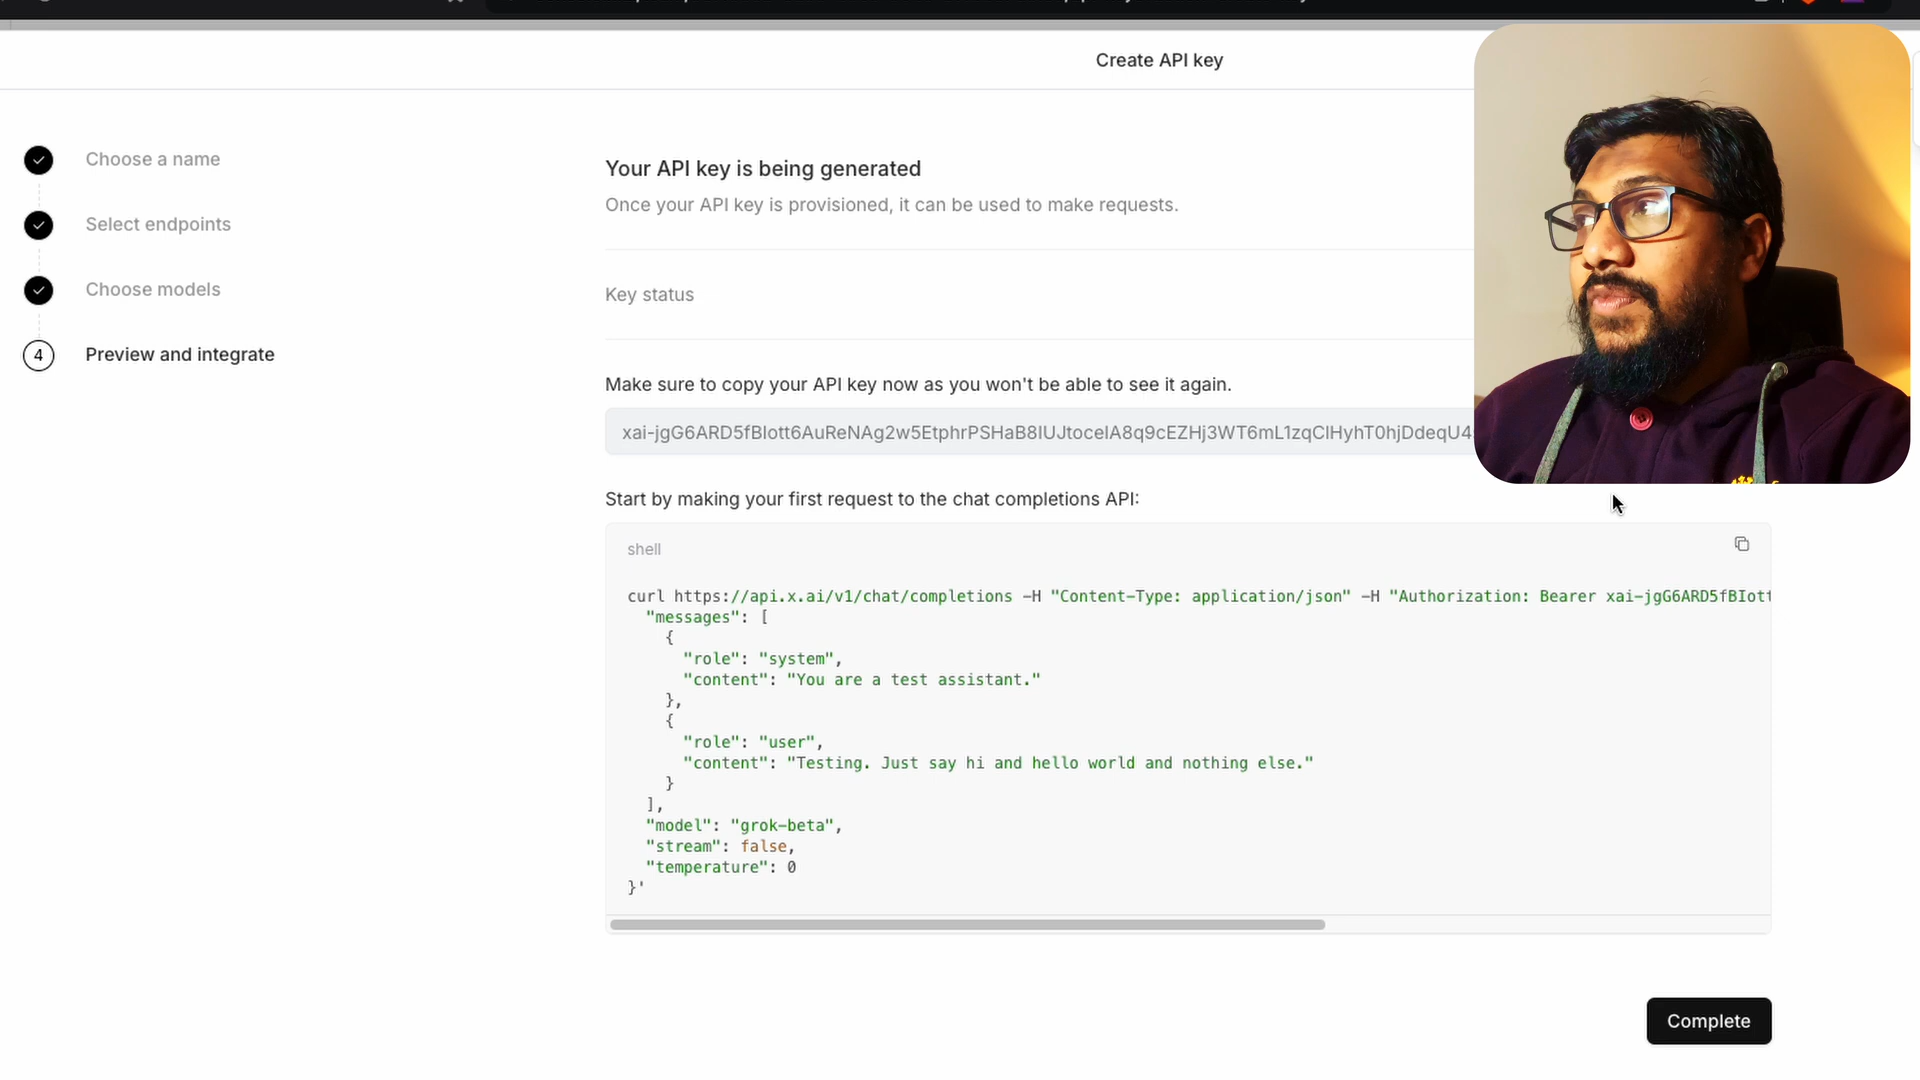 Create API key
Choose a name
Select endpoints
Choose models
4 Preview and integrate
Your API key is being generated
Once your API key is provisioned, it can be used to make requests.
Key status
Make sure to copy your API key now as you won't be able to see it again.
Start by making your first request to the chat completions API:
shell
curl https://api.x.ai/v1/chat/completions -H "Content-Type: application/json" -H "Authorization: Bearer xai-jgG6ARD5fBIott
"messages": [
{
"role": "system",
"content": "You are a test assistant."
},
{
"role": "user",
"content": "Testing. Just say hi and hello world and nothing else."
}
],
"model": "grok-beta",
"stream": false,
"temperature": 0
}'
Complete